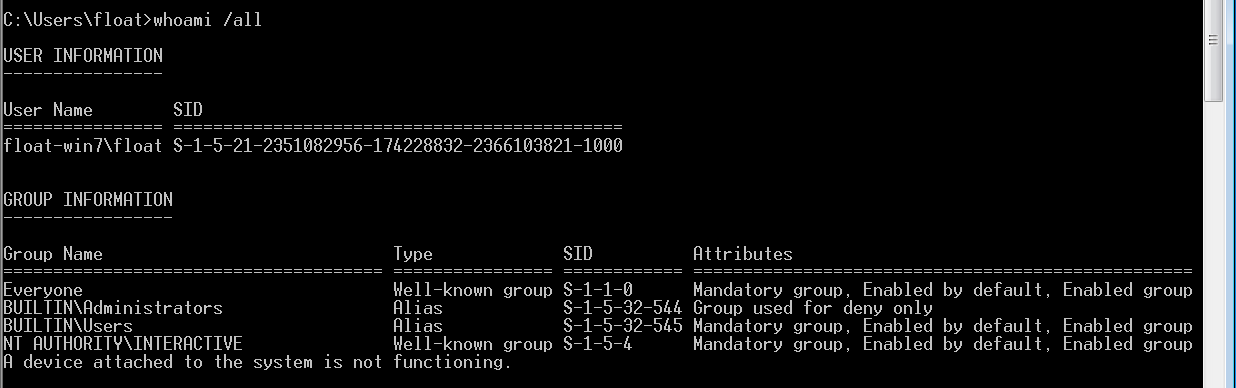 C:\Users\float>whoami /all
USER INFORMATION
----------------
User Name        SID
================ =============================================
float-win7\float S-1-5-21-2351082956-174228832-2366103821-1000
GROUP INFORMATION
-----------------
Group Name                             Type             SID          Attributes
====================================== ================ ============ ==================================================
Everyone                               Well-known group S-1-1-0      Mandatory group, Enabled by default, Enabled group
BUILTIN\Administrators                 Alias            S-1-5-32-544 Group used for deny only
BUILTIN\Users                          Alias            S-1-5-32-545 Mandatory group, Enabled by default, Enabled group
NT AUTHORITY\INTERACTIVE               Well-known group S-1-5-4      Mandatory group, Enabled by default, Enabled group
A device attached to the system is not functioning.